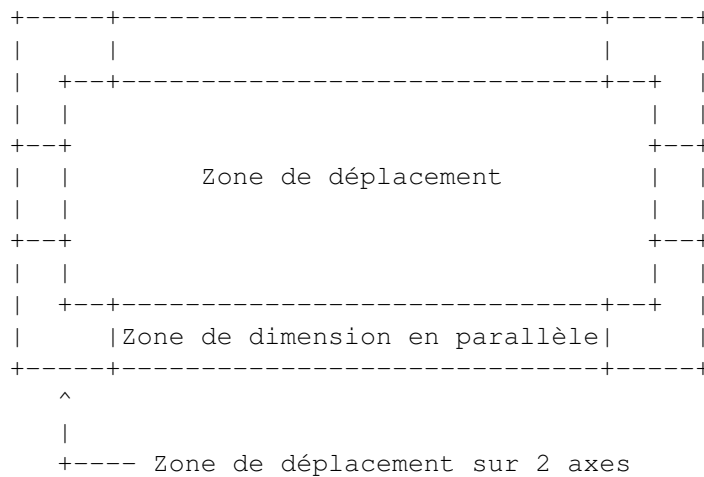 Zone de déplacement
Zone de dimension en parallèle
Zone de déplacement sur 2 axes